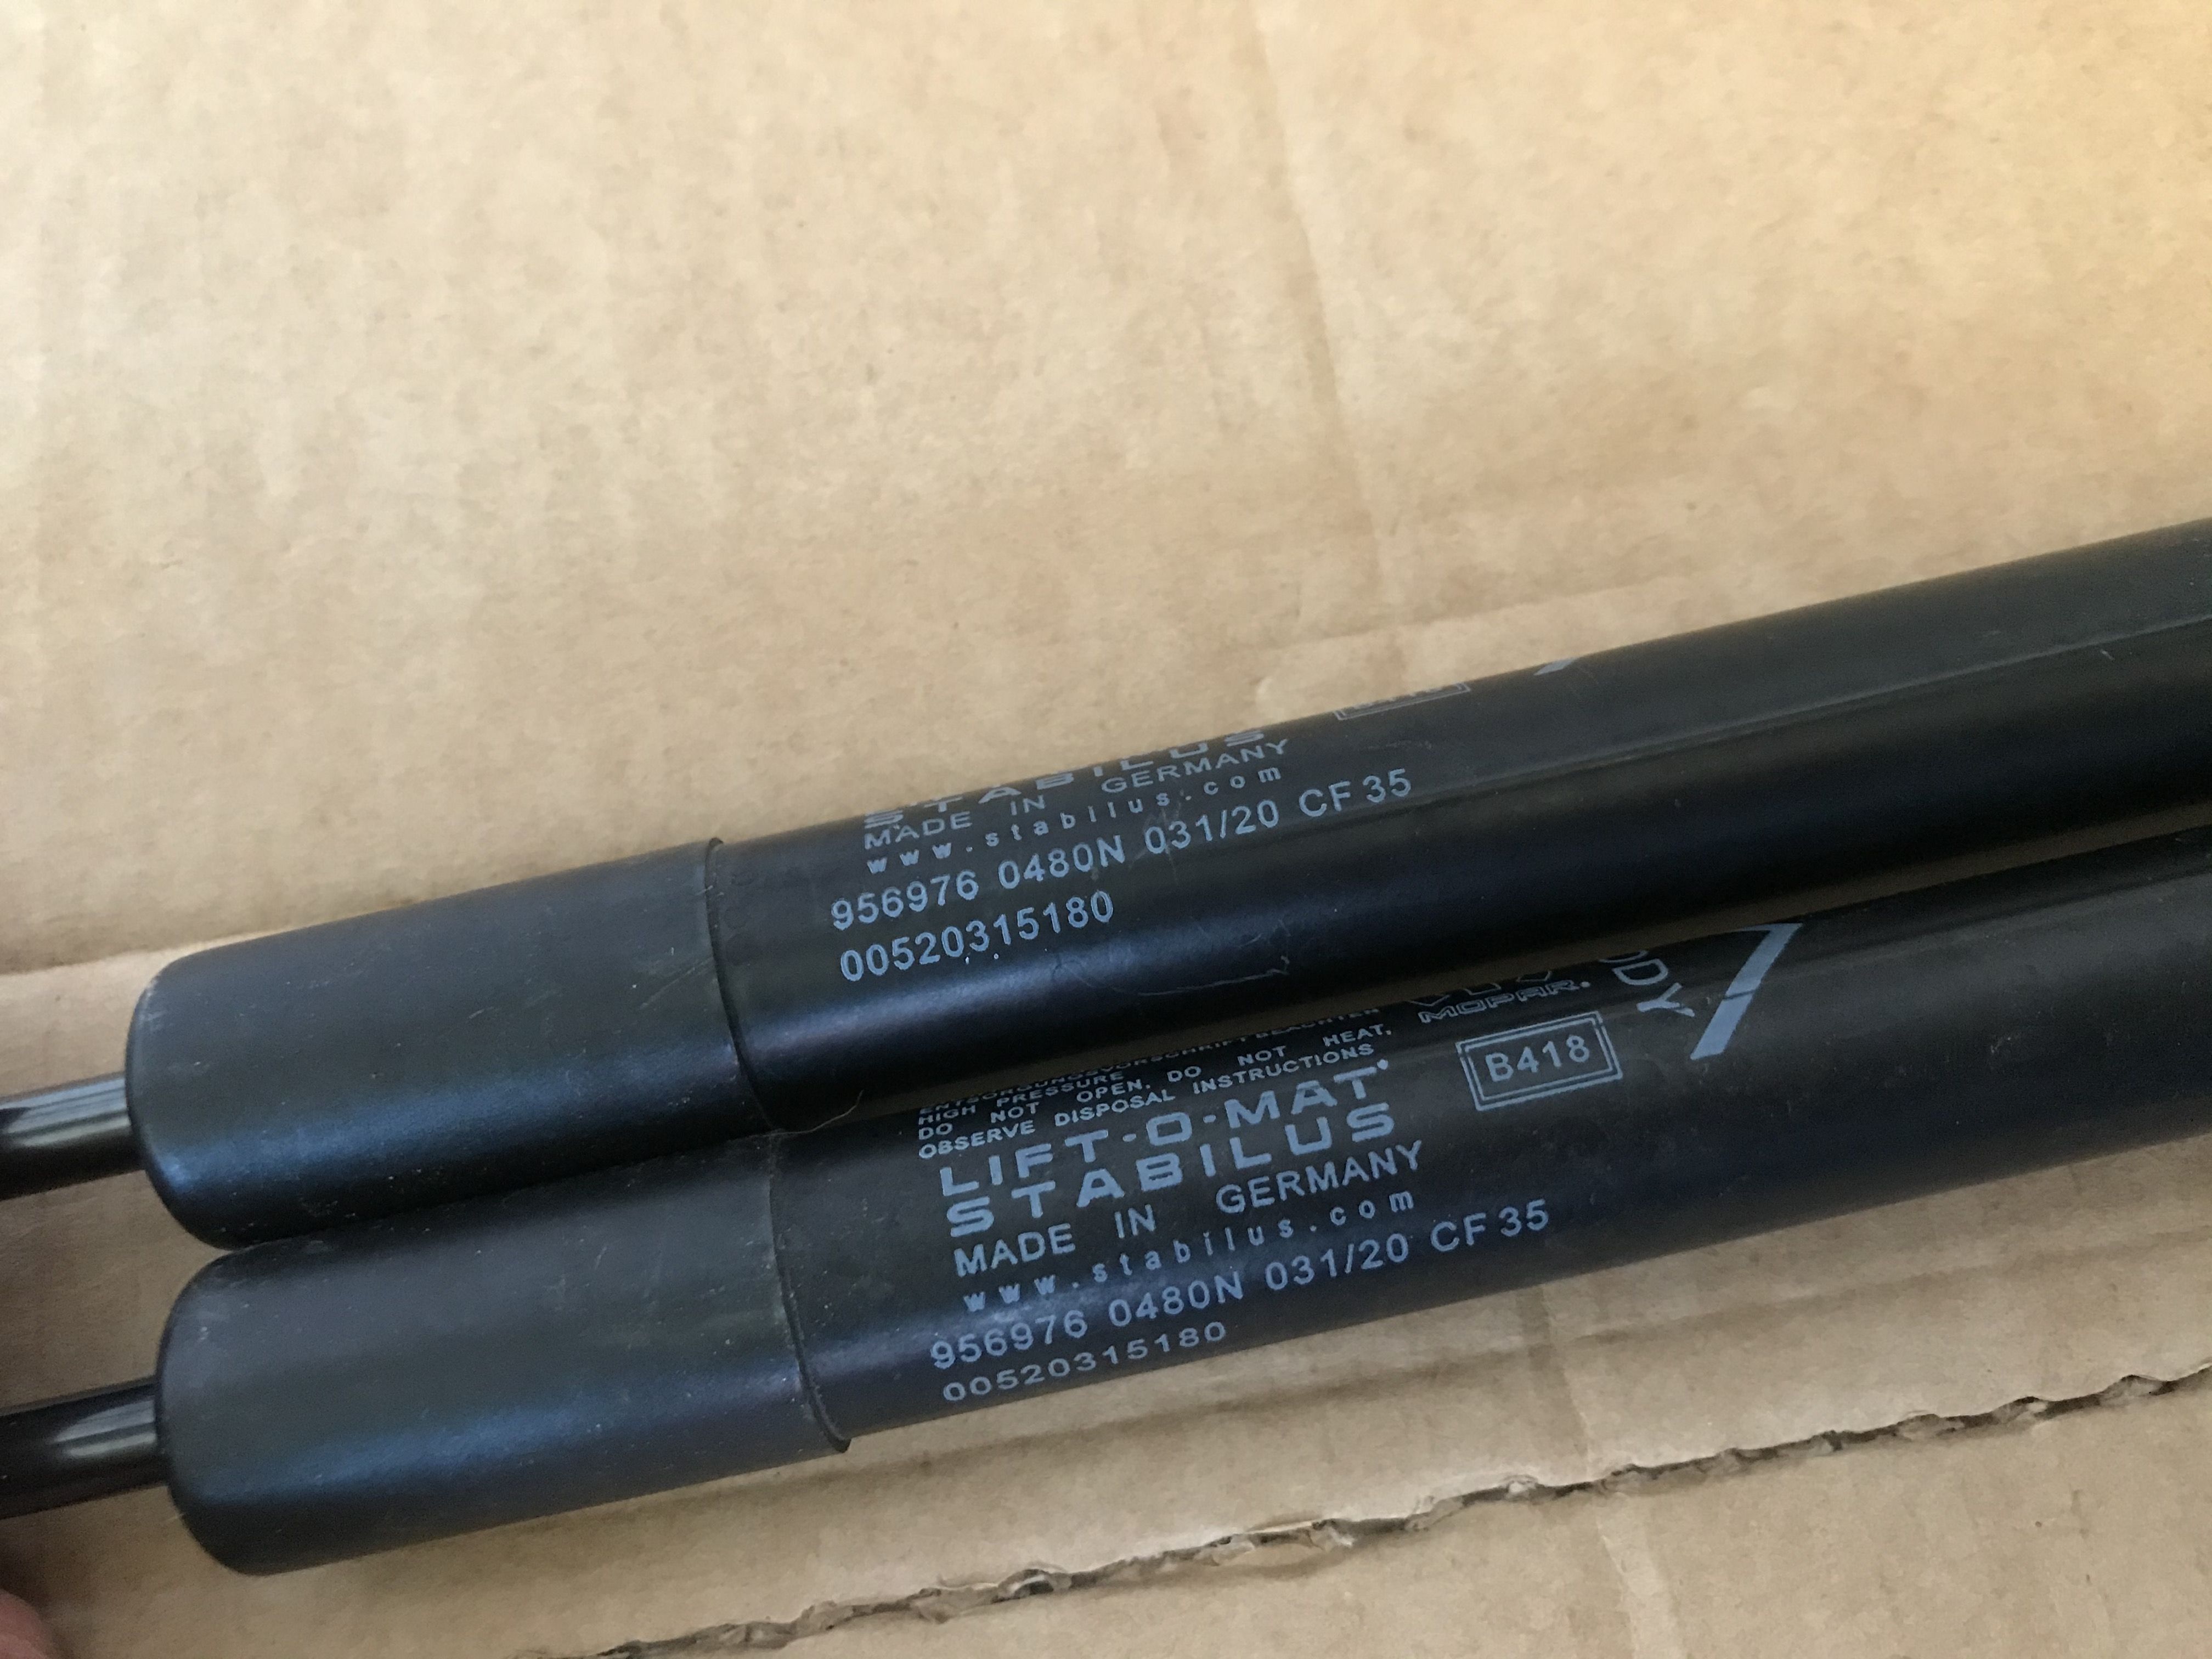 STABILUS
MADE IN GERMANY
www.stabilus.com
956976 0480N 031/20 CF 35
00520315180
HIGH PRESSURE
DO NOT OPEN. DO NOT HEAT,
OBSERVE DISPOSAL INSTRUCTIONS
LIFT-O-MAT
STABILUS
MADE IN GERMANY
www.stabilus.com
956976 0480N 031/20 CF 35
00520315180
MOPAR®
B418